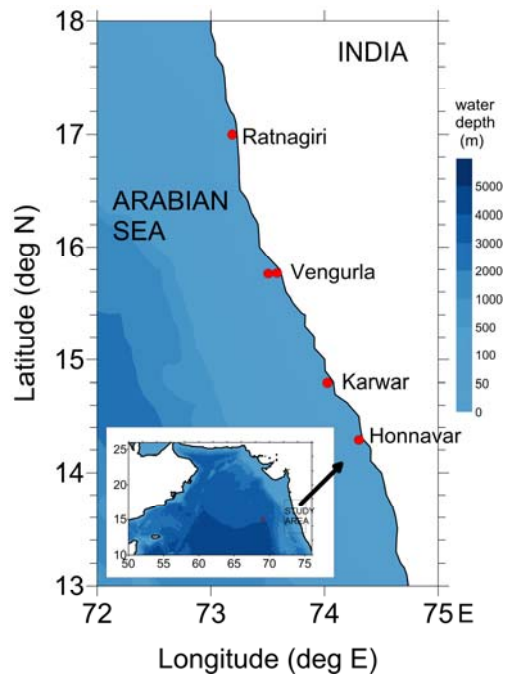 18
17
16
15
14
13
Latitude (deg N)
INDIA
Ratnagiri
ARABIAN
SEA
Vengurla
Karwar
Honnavar
water
depth
(m)
5000
4000
3000
2000
1000
500
100
50
0
25
20
15
10
STUDY
AREA
50 55 60 65 70 75
72 73 74 75 E
Longitude (deg E)